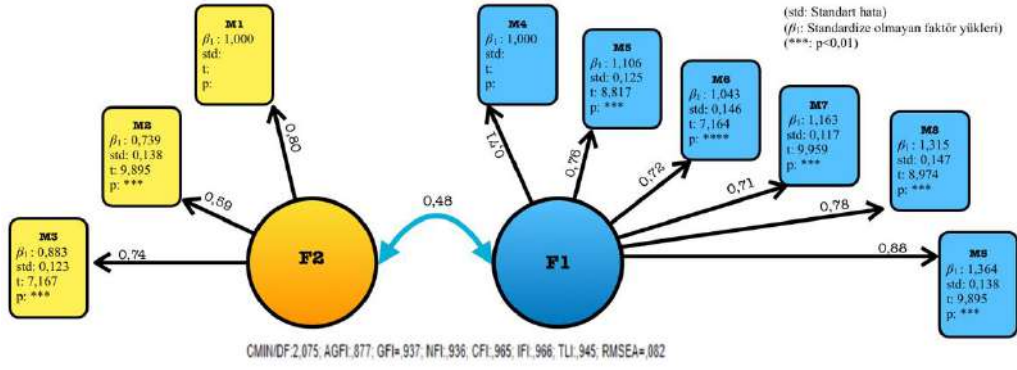 (std: Standart hata)
(β₁: Standardize olmayan faktör yükleri)
(***: p<0,01)
M1
β₁ : 1,000
std:
t:
p:
M4
β₁ : 1,000
std:
t:
p:
M5
β₁ : 1,106
std: 0,125
t: 8,817
p: ***
M6
β₁ : 1,043
std: 0,146
t: 7,164
p: ****
M7
β₁ : 1,163
std: 0,117
t: 9,959
p: ***
M8
β₁ : 1,315
std: 0,147
t: 8,974
p: ***
M2
β₁ : 0,739
std: 0,138
t: 9,895
p: ***
M3
β₁ : 0,883
std: 0,123
t: 7,167
p: ***
M5
β₁ : 1,364
std: 0,138
t: 9,895
p: ***
0,80
0,59
0,74
0,48
0,71
0,76
0,72
0,71
0,78
0,88
F2
F1
CMIN/DF:2,075; AGFI:,877; GFI=,937; NFI:,936; CFI:,965; IFI:,966; TLI:,945; RMSEA=,082